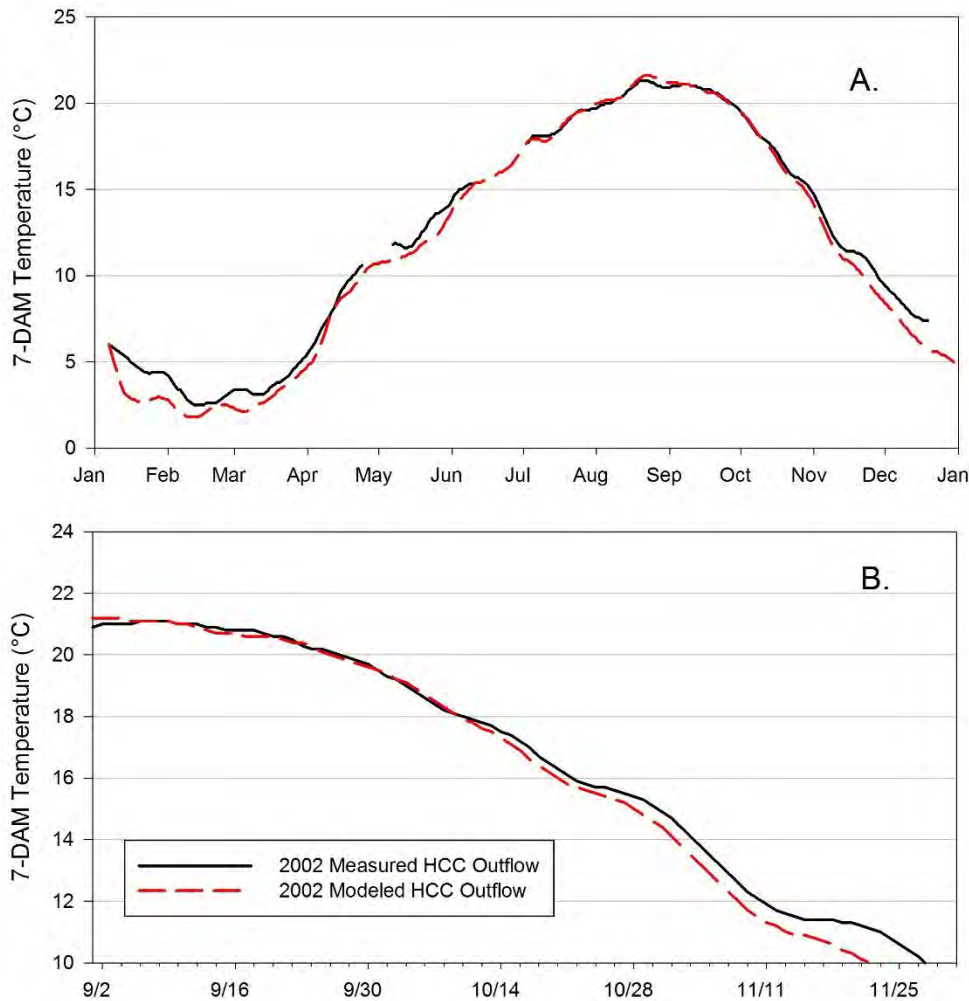 25
20
15
10
5
0
7-DAM Temperature (°C)
A.
Jan Feb Mar Apr May Jun Jul Aug Sep Oct Nov Dec Jan
24
22
20
18
16
14
12
10
7-DAM Temperature (°C)
B.
2002 Measured HCC Outflow
2002 Modeled HCC Outflow
9/2 9/16 9/30 10/14 10/28 11/11 11/25